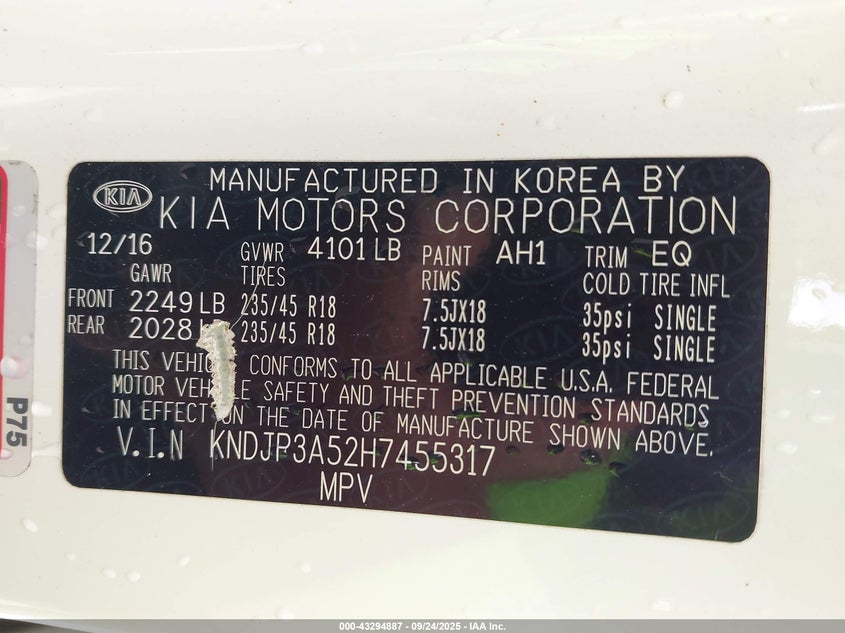 KIA
MANUFACTURED IN KOREA BY
KIA MOTORS CORPORATION
12/16 GVWR 4101 LB PAINT AH1 TRIM EQ
GAWR TIRES RIMS COLD TIRE INFL
FRONT 2249 LB 235/45 R18 7.5JX18 35psi SINGLE
REAR 2028 235/45 R18 7.5JX18 35psi SINGLE
THIS CONFORMS TO ALL APPLICABLE U.S.A. FEDERAL
MOTOR SAFETY AND THEFT PREVENTION STANDARDS
IN EFFECT ON THE DATE OF MANUFACTURE SHOWN ABOVE.
V.I.N KNDJP3A52H7455317
MPV
P75
000-43294887 - 09/24/2025 - IAA Inc.